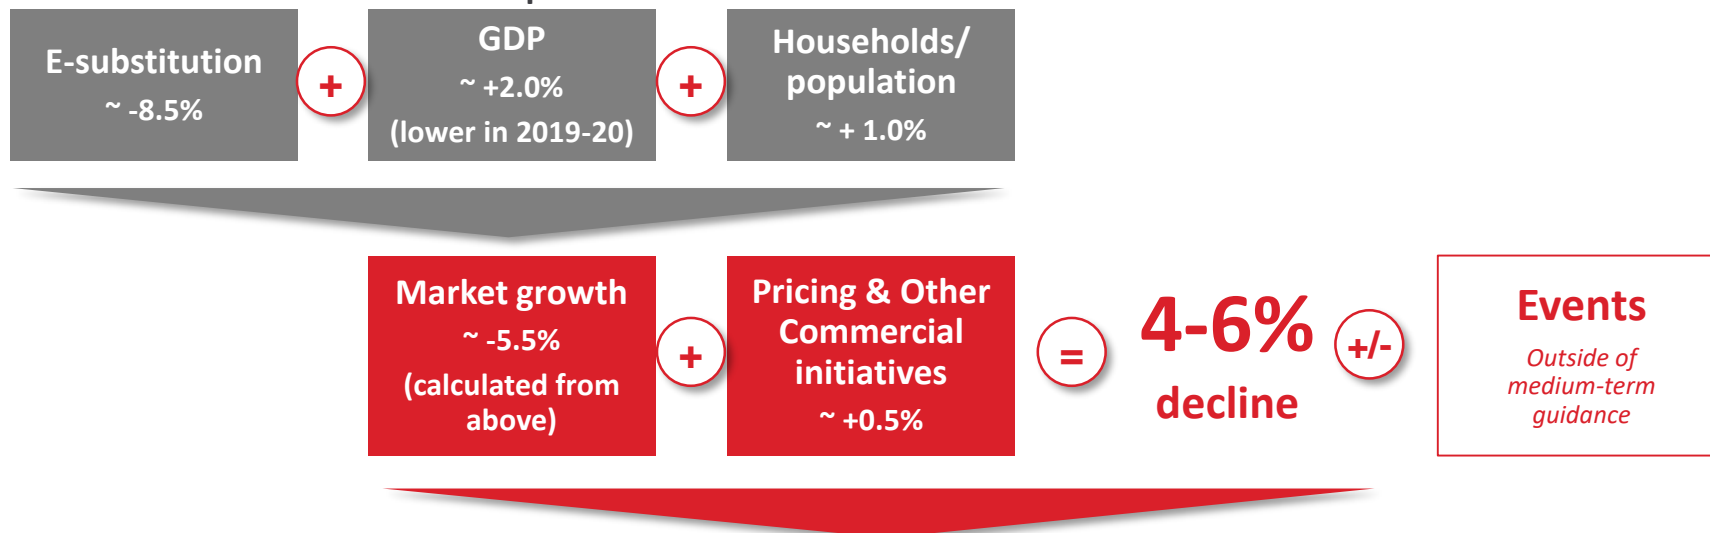 E-substitution
~ -8.5%
+
GDP
~ +2.0%
(lower in 2019-20)
+
Households/
population
~ + 1.0%
Market growth
~ -5.5%
(calculated from
above)
+
Pricing & Other
Commercial
initiatives
~ +0.5%
=
4-6%
decline
+/-
Events
Outside of
medium-term
guidance